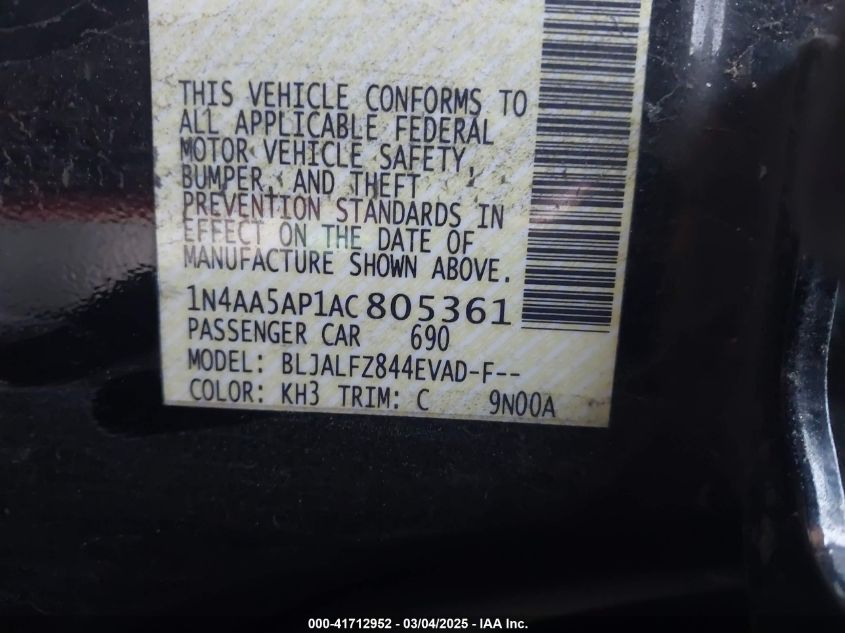 THIS VEHICLE CONFORMS TO
ALL APPLICABLE FEDERAL
MOTOR VEHICLE SAFETY,
BUMPER, AND THEFT
PREVENTION STANDARDS IN
EFFECT ON THE DATE OF
MANUFACTURE SHOWN ABOVE.
1N4AA5AP1AC805361
PASSENGER CAR 690
MODEL: BLJALFZ844EVAD-F--
COLOR: KH3 TRIM: C 9N00A
000-41712952 - 03/04/2025 - IAA Inc.